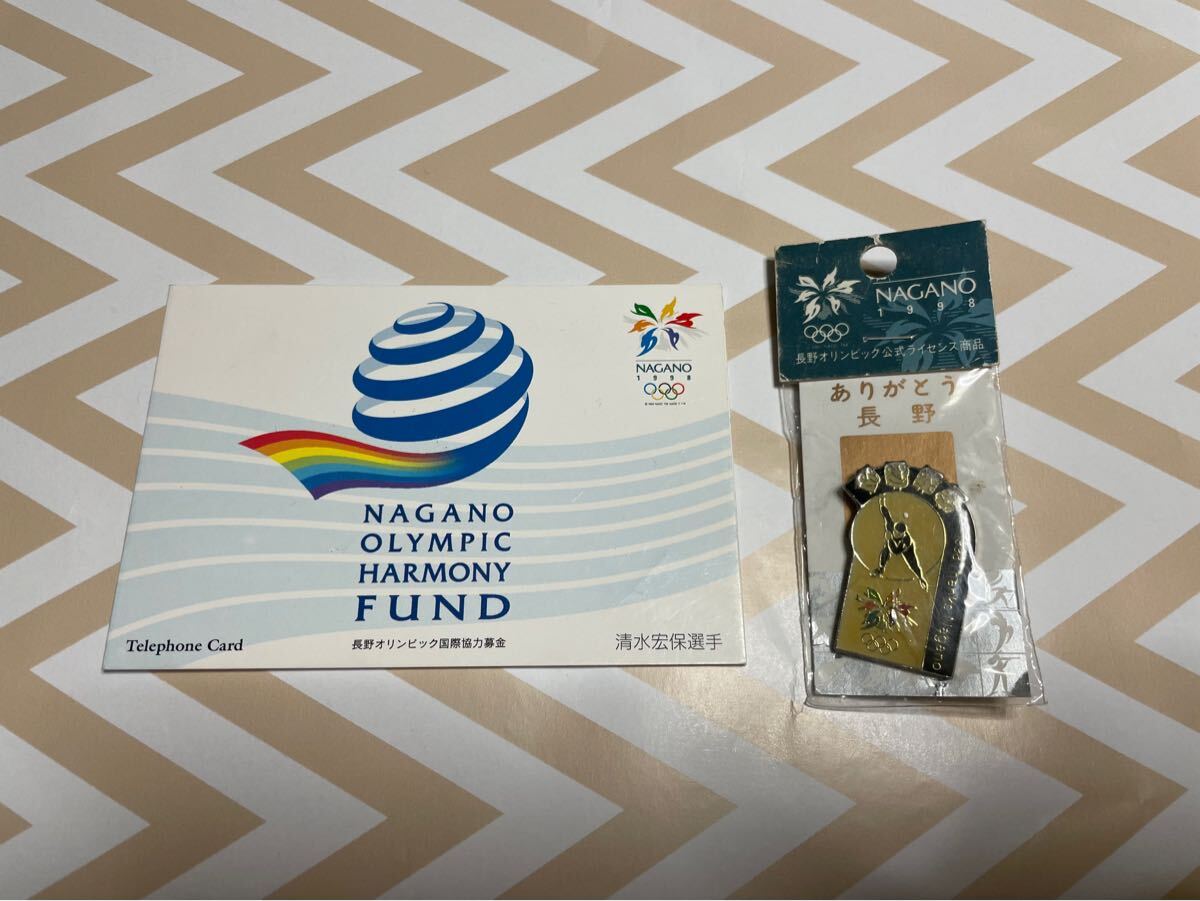 NAGANO
1998
NAGANO
OLYMPIC
HARMONY
FUND
Telephone Card
長野オリンピック国際協力募金
清水宏保選手
NAGANO
1998
長野オリンピック公式ライセンス商品
ありがとう
長野